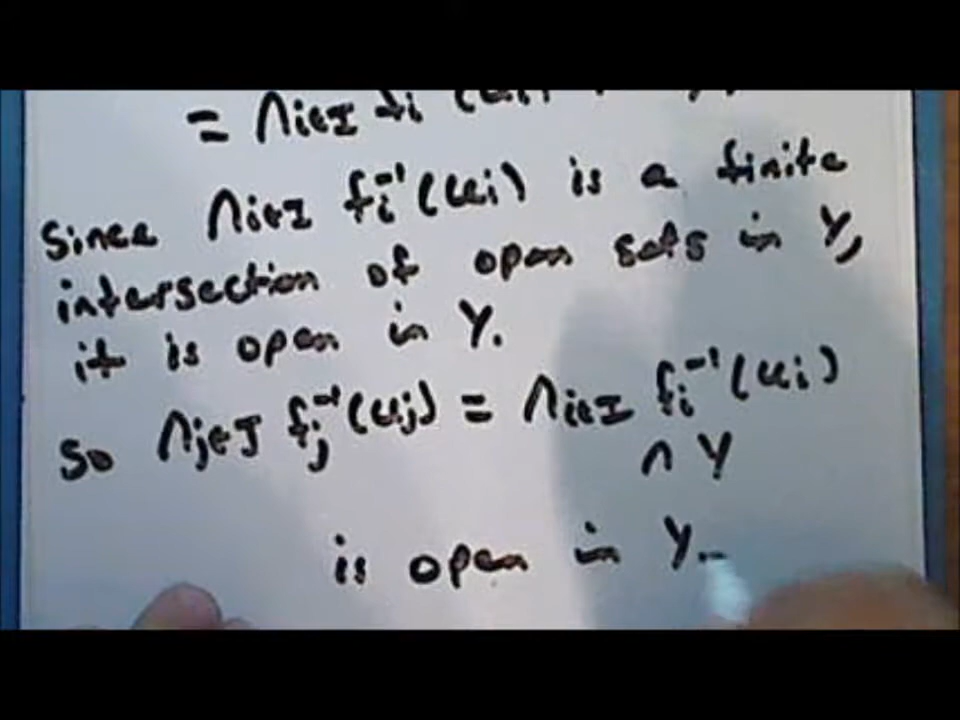 = ∩i∈I fi
Since ∩i∈I fi⁻¹(Ui) is a finite
intersection of open sets in Y,
it is open in Y.
So ∩j∈J fj⁻¹(Uj) = ∩i∈I fi⁻¹(Ui)
∩ Y
is open in Y.